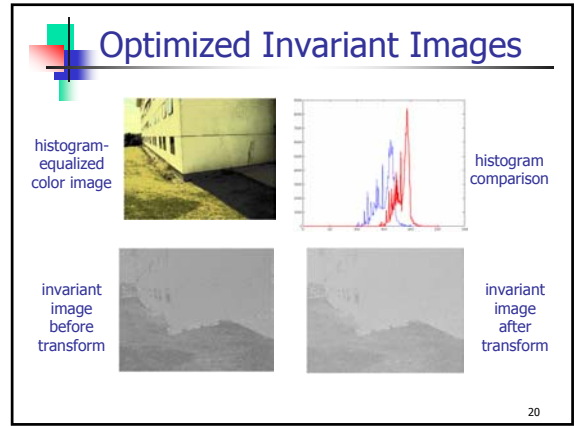 Optimized Invariant Images
histogram-
equalized
color image
histogram
comparison
invariant
image
before
transform
invariant
image
after
transform
20